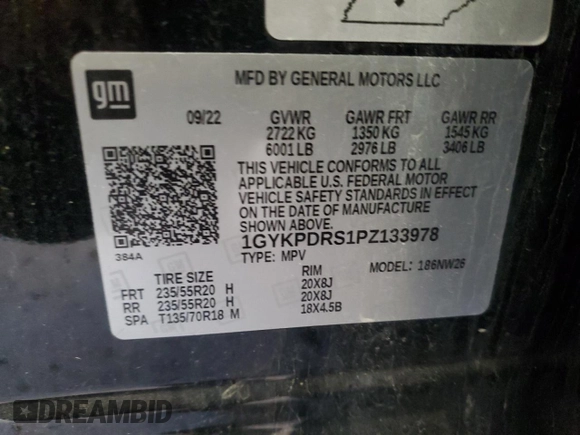 gm
MFD BY GENERAL MOTORS LLC
09/22 GVWR GAWR FRT GAWR RR
2722 KG 1350 KG 1545 KG
6001 LB 2976 LB 3406 LB
THIS VEHICLE CONFORMS TO ALL
APPLICABLE U.S. FEDERAL MOTOR
VEHICLE SAFETY STANDARDS IN EFFECT
ON THE DATE OF MANUFACTURE
SHOWN ABOVE.
1GYKPDRS1PZ133978
384A
TYPE: MPV MODEL: 186NW26
TIRE SIZE RIM
FRT 235/55R20 H 20X8J
RR 235/55R20 H 20X8J
SPA T135/70R18 M 18X4.5B
DREAMBID